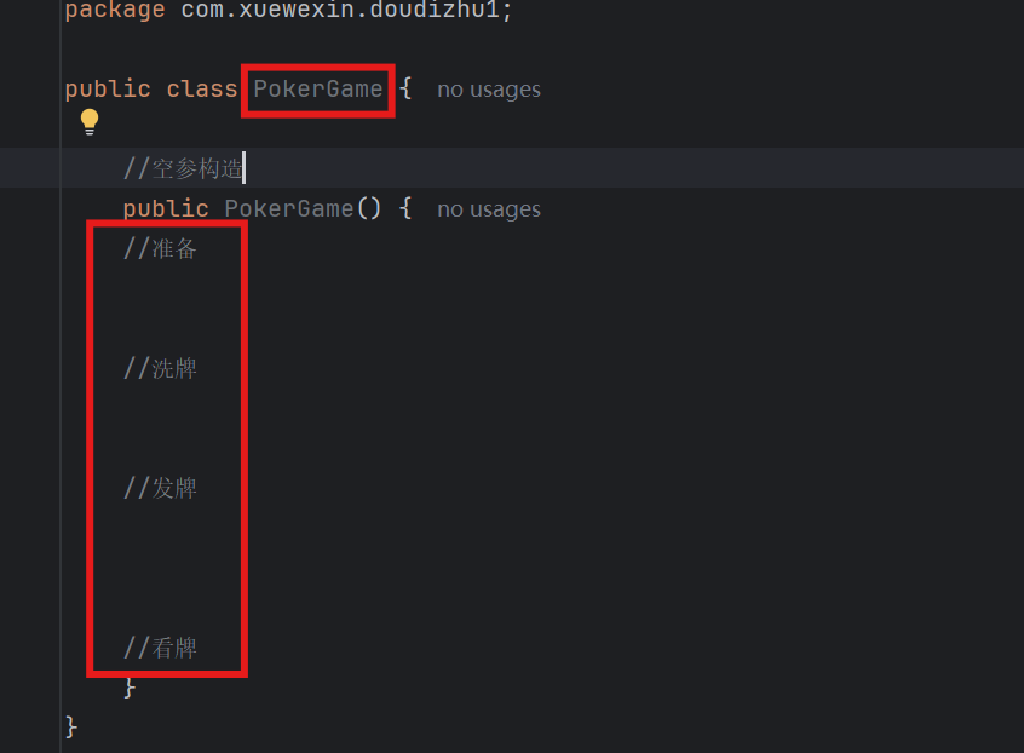 package com.xuewexin.doudizhu1;
public class PokerGame { no usages
//空参构造
public PokerGame() { no usages
//准备
//洗牌
//发牌
//看牌
}
}